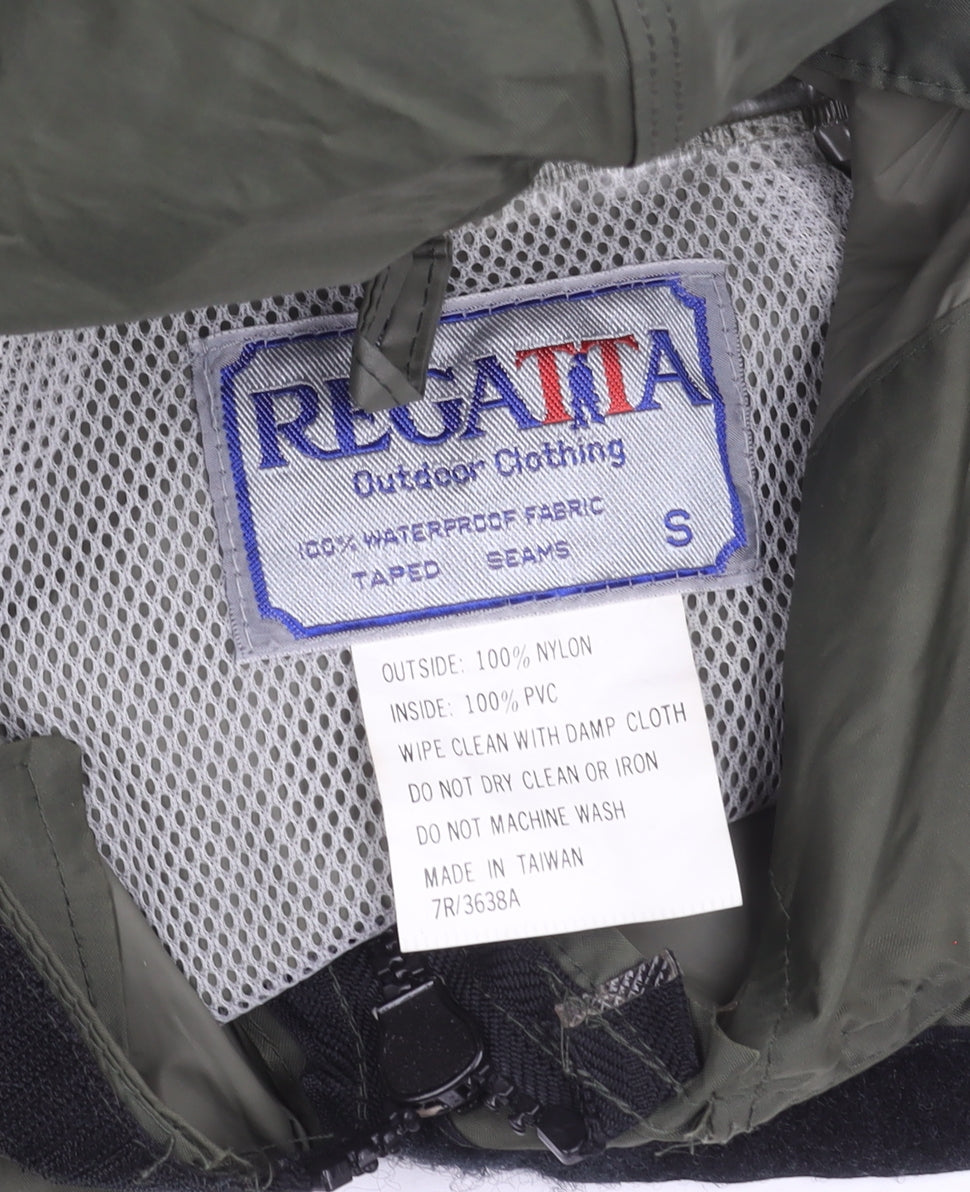 REGATTA
Outdoor Clothing
100% WATERPROOF FABRIC
TAPED SEAMS
S
OUTSIDE: 100% NYLON
INSIDE: 100% PVC
WIPE CLEAN WITH DAMP CLOTH
DO NOT DRY CLEAN OR IRON
DO NOT MACHINE WASH
MADE IN TAIWAN
7R/3638A